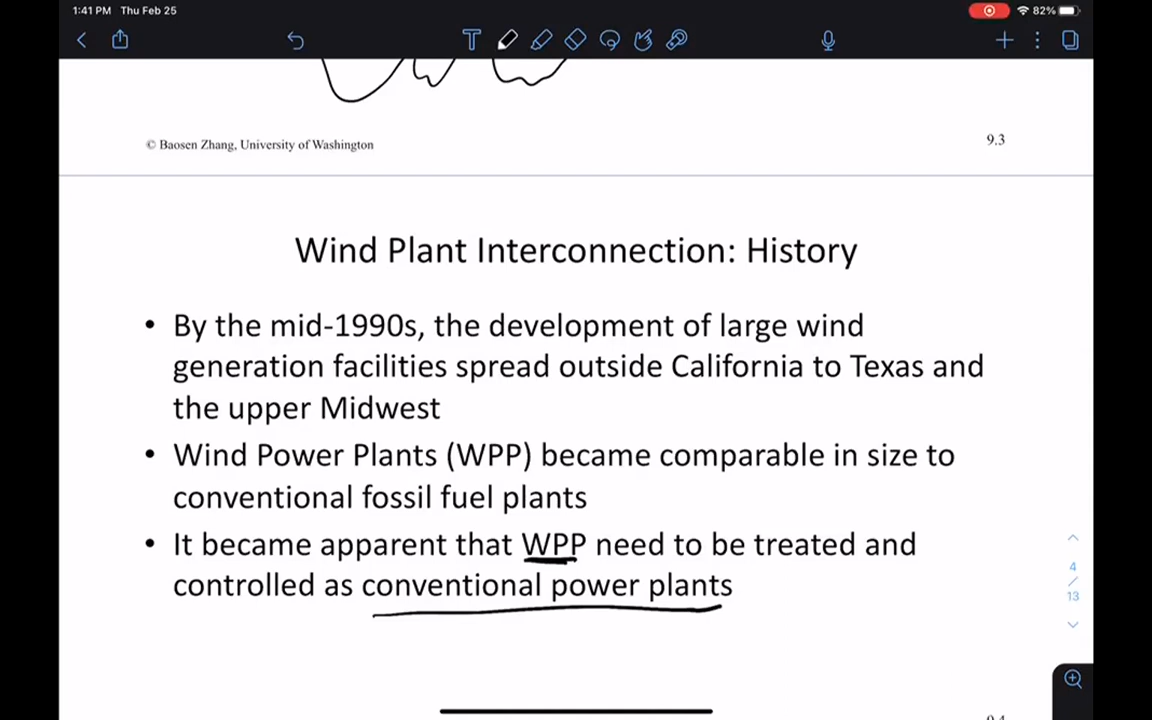 1:41 PM Thu Feb 25
82%
T
© Baosen Zhang, University of Washington
9.3
Wind Plant Interconnection: History
• By the mid-1990s, the development of large wind
generation facilities spread outside California to Texas and
the upper Midwest
• Wind Power Plants (WPP) became comparable in size to
conventional fossil fuel plants
• It became apparent that WPP need to be treated and
controlled as conventional power plants
4
/
13